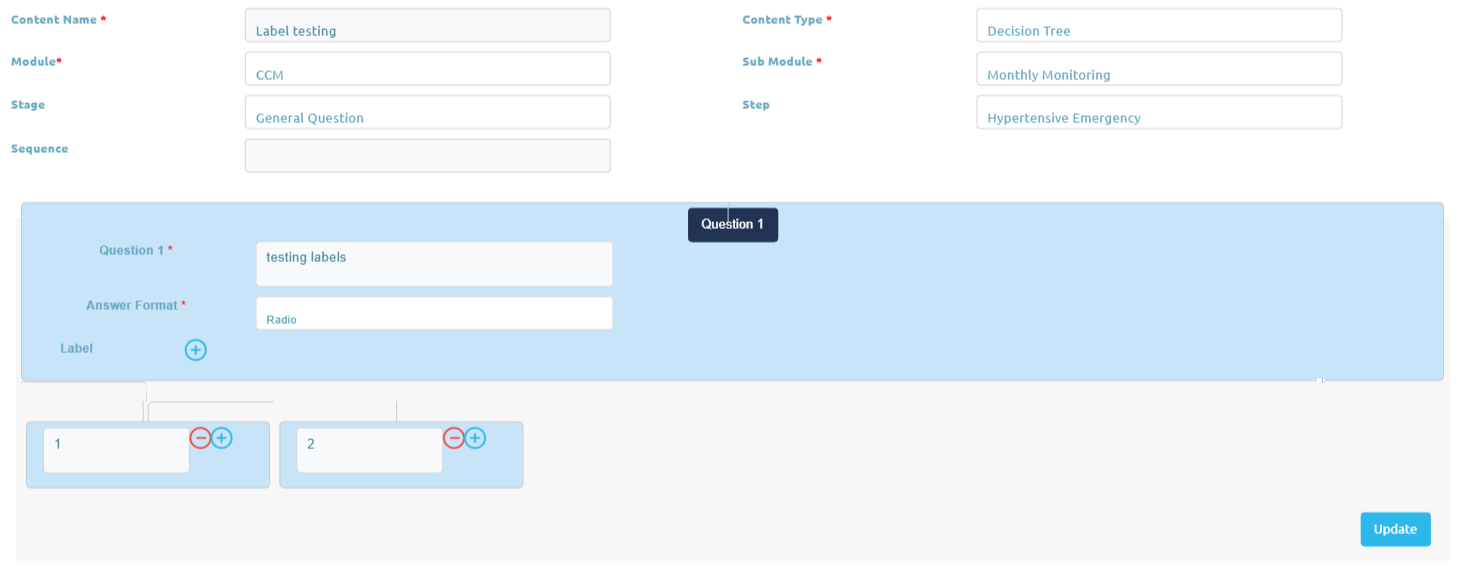 Content Name * Label testing Content Type * Decision Tree
Module* CCM Sub Module * Monthly Monitoring
Stage General Question Step Hypertensive Emergency
Sequence
Question 1
Question 1 * testing labels
Answer Format * Radio
Label
1 2
Update